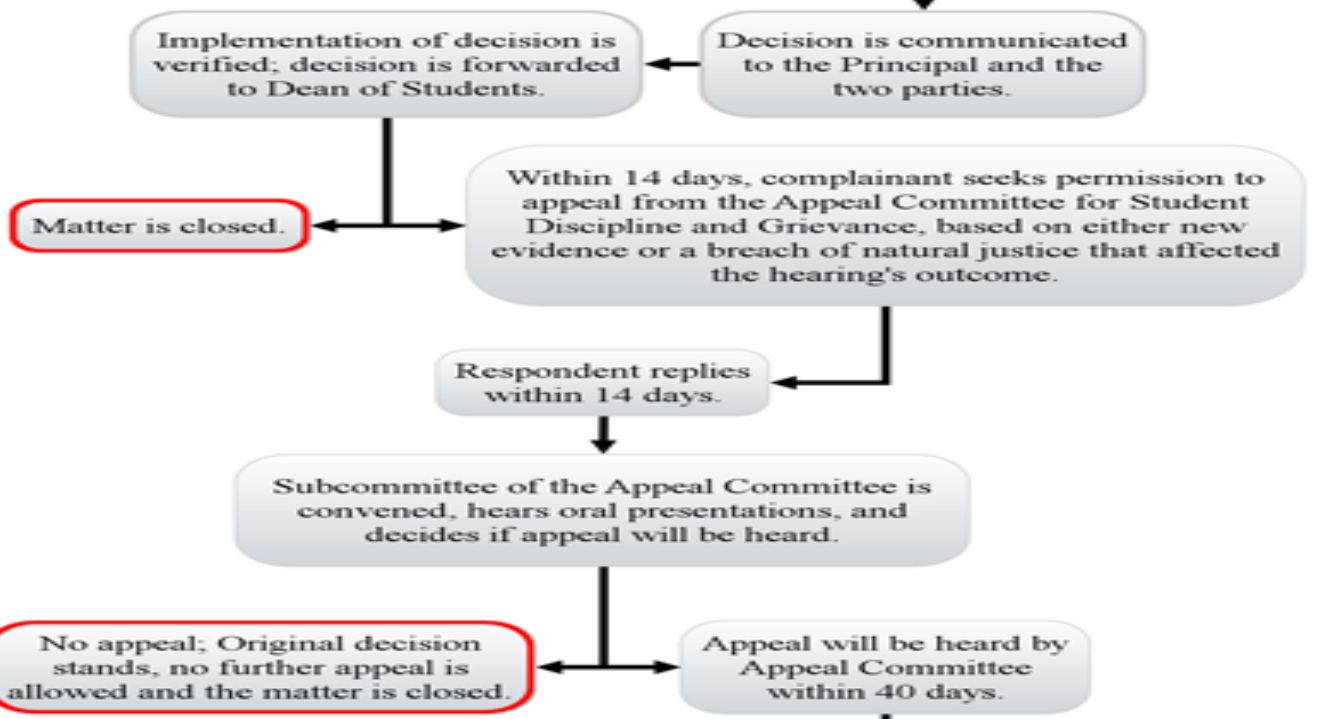 Decision is communicated
to the Principal and the
two parties.
Implementation of decision is
verified; decision is forwarded
to Dean of Students.
Matter is closed.
Within 14 days, complainant seeks permission to
appeal from the Appeal Committee for Student
Discipline and Grievance, based on either new
evidence or a breach of natural justice that affected
the hearing's outcome.
Respondent replies
within 14 days.
Subcommittee of the Appeal Committee is
convened, hears oral presentations, and
decides if appeal will be heard.
No appeal; Original decision
stands, no further appeal is
allowed and the matter is closed.
Appeal will be heard by
Appeal Committee
within 40 days.